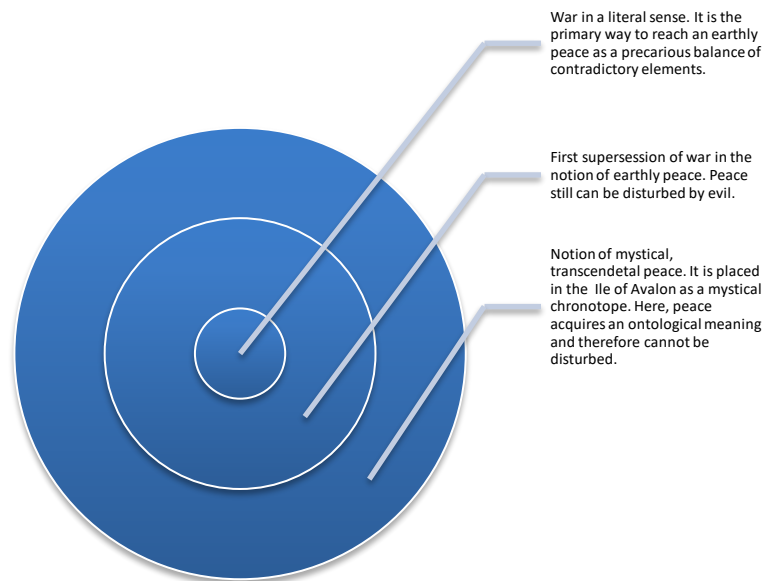 War in a literal sense. It is the
primary way to reach an earthly
peace as a precarious balance of
contradictory elements.
First supersession of war in the
notion of earthly peace. Peace
still can be disturbed by evil.
Notion of mystical,
transcendetal peace. It is placed
in the Ile of Avalon as a mystical
chronotope. Here, peace
acquires an ontological meaning
and therefore cannot be
disturbed.